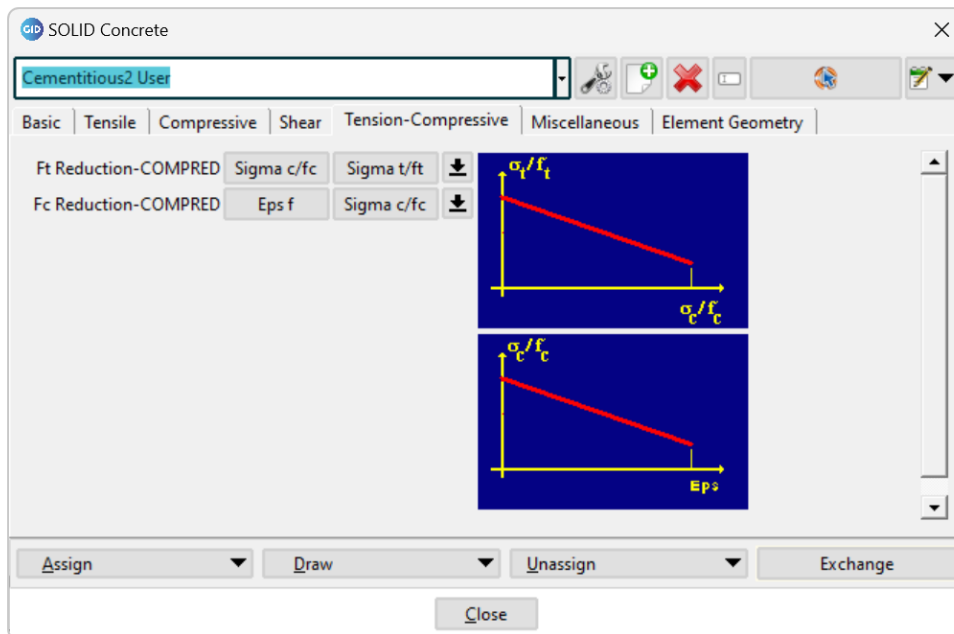 GiD SOLID Concrete
Cementitious2 User
Basic Tensile Compressive Shear Tension-Compressive Miscellaneous Element Geometry
Ft Reduction-COMPRED Sigma c/fc Sigma t/ft
Fc Reduction-COMPRED Eps f Sigma c/fc
σt/ft
σc/fc
σc/fc
Eps
Assign Draw Unassign Exchange
Close